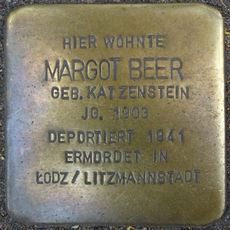 HIER WOHNTE
MARGOT BEER
GEB. KATZENSTEIN
JG. 1903
DEPORTIERT 1941
ERMORDET IN
ŁODZ / LITZMANNSTADT